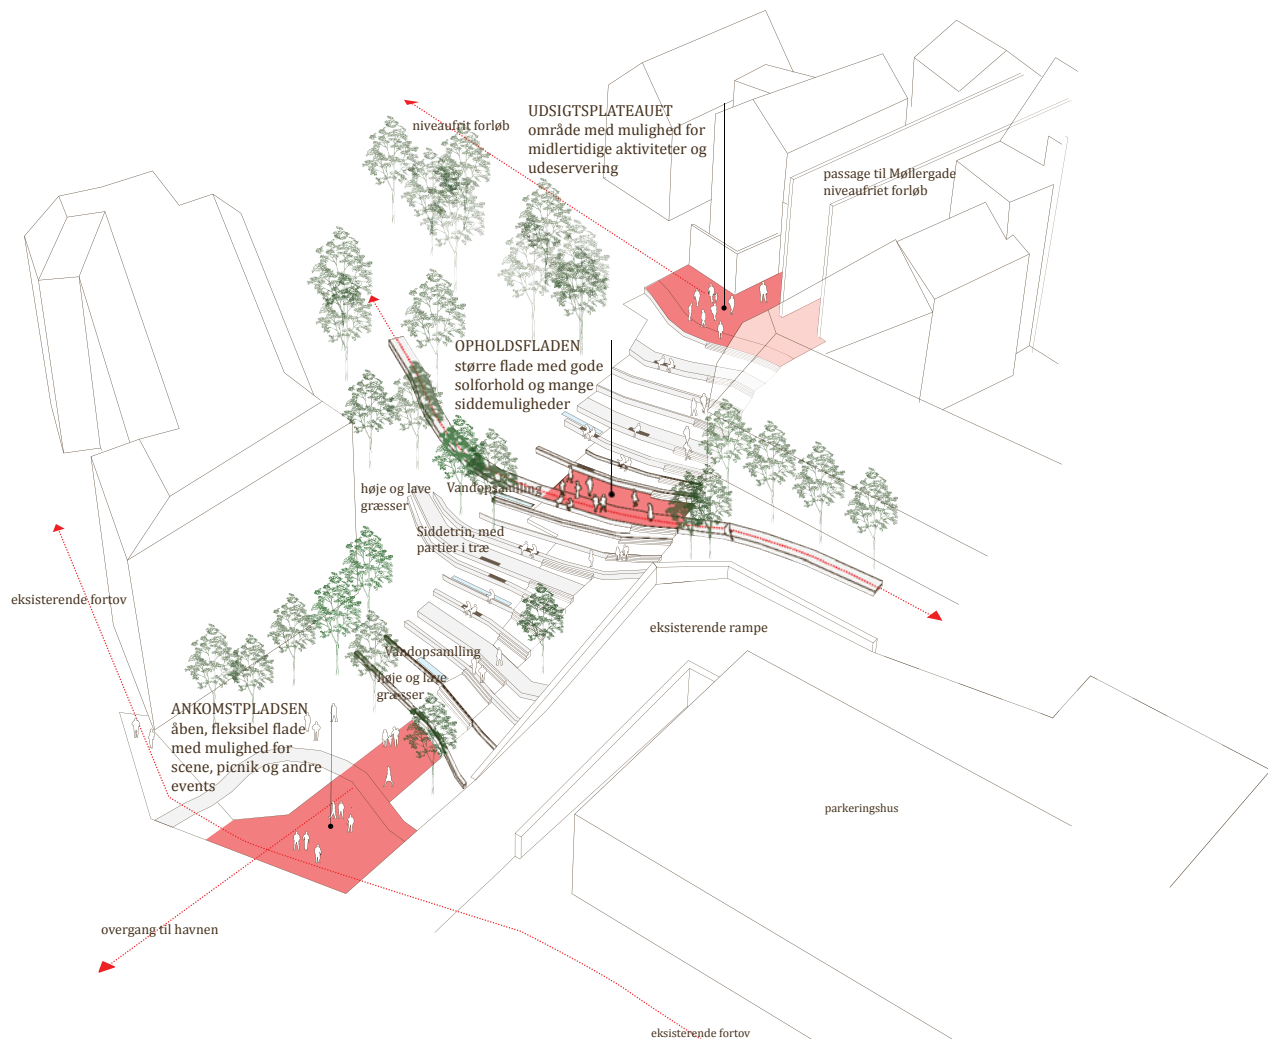 niveaufrit forløb
UDSIGTSPLATEAUET
område med mulighed for
midlertidige aktiviteter og
udeservering
passage til Møllergade
niveaufriet forløb
OPHOLDSFLADEN
større flade med gode
solforhold og mange
siddemuligheder
høje og lave
græsser
Vandopsamlling
Siddetrin, med
partier i træ
eksisterende fortov
eksisterende rampe
Vandopsamlling
høje og lave
græsser
ANKOMSTPLADSEN
åben, fleksibel flade
med mulighed for
scene, picnik og andre
events
parkeringshus
overgang til havnen
eksisterende fortov